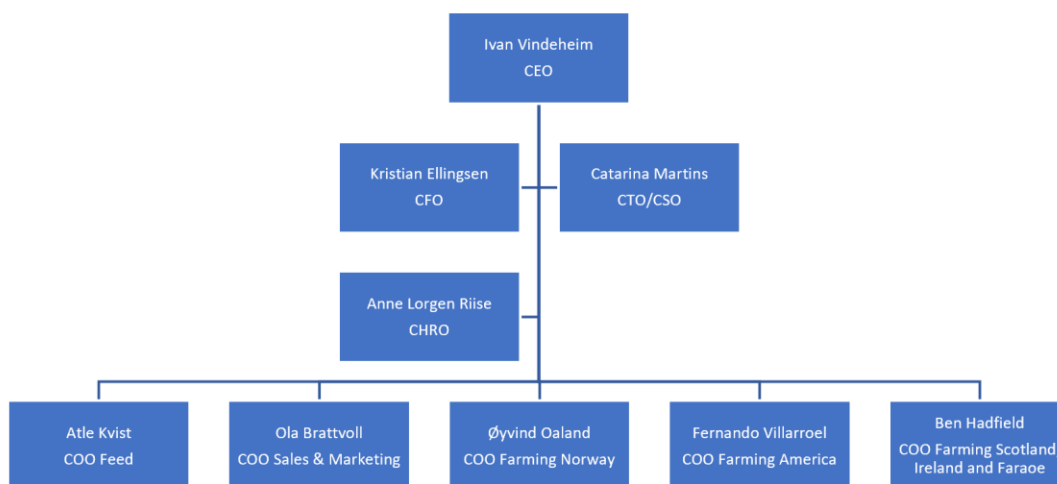 Ivan Vindeheim
CEO
Kristian Ellingsen
CFO
Catarina Martins
CTO/CSO
Anne Lorgen Riise
CHRO
Atle Kvist
COO Feed
Ola Brattvoll
COO Sales & Marketing
Øyvind Oaland
COO Farming Norway
Fernando Villarroel
COO Farming America
Ben Hadfield
COO Farming Scotland,
Ireland and Faraoe